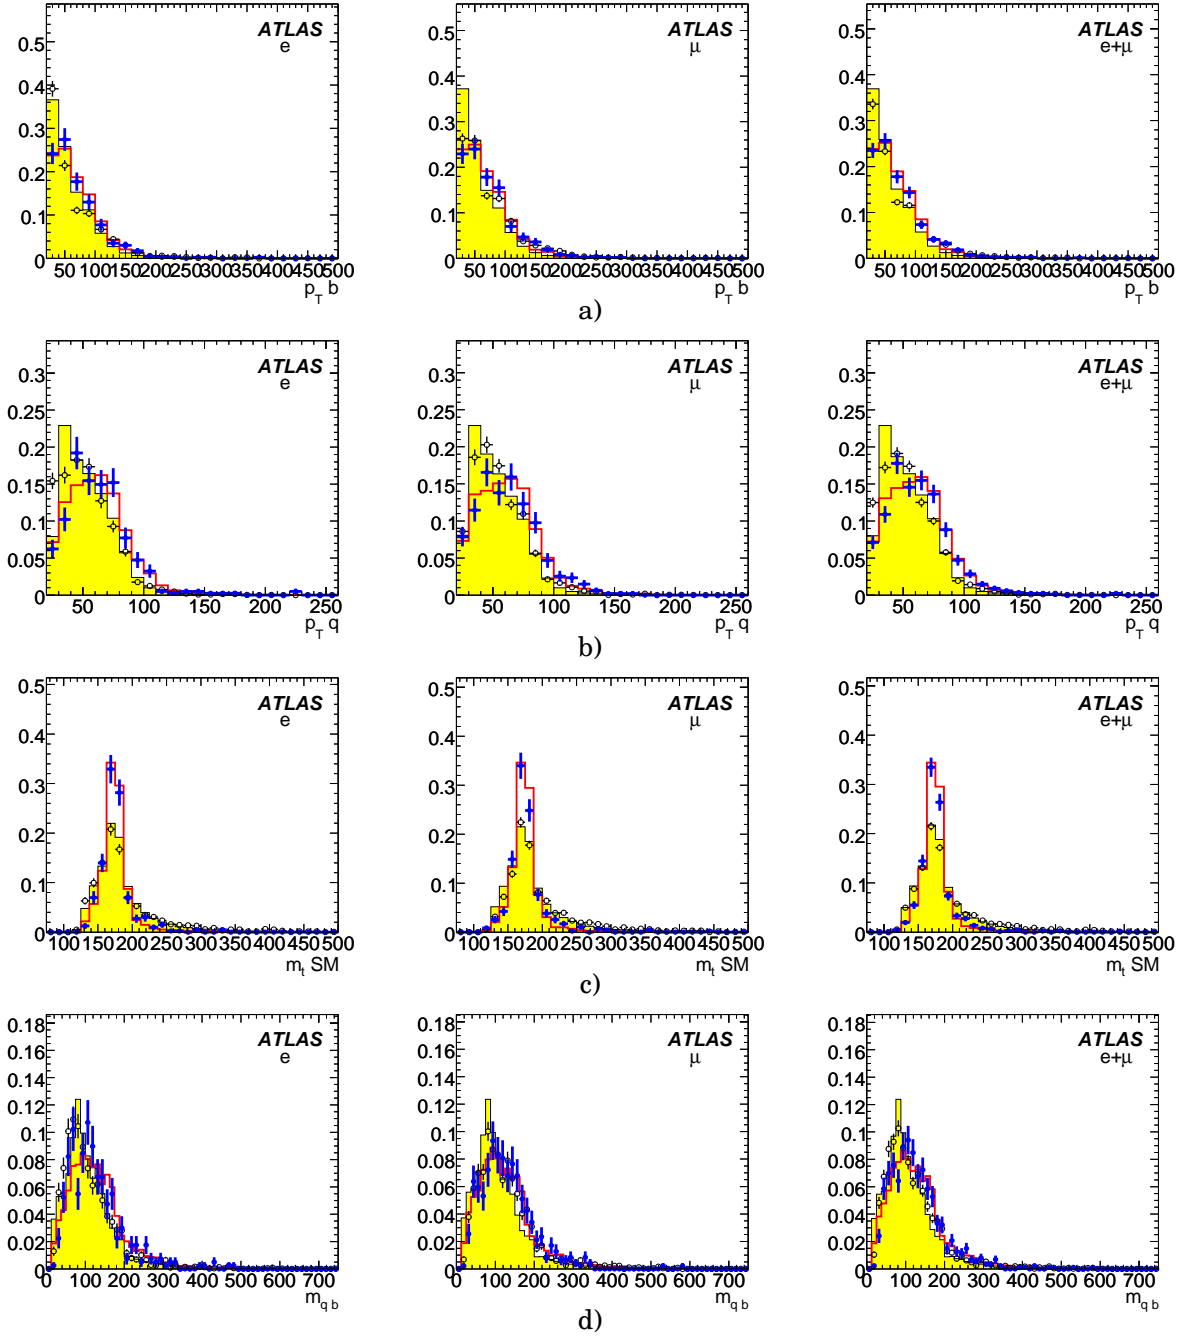 ATLAS ATLAS ATLAS
e μ e+μ
0.5 0.5 0.5
0.4 0.4 0.4
0.3 0.3 0.3
0.2 0.2 0.2
0.1 0.1 0.1
0 0 0
50 100 150 200 250 300 350 400 450 500 50 100 150 200 250 300 350 400 450 500 50 100 150 200 250 300 350 400 450 500
p_T b p_T b p_T b
a)
ATLAS ATLAS ATLAS
e μ e+μ
0.3 0.3 0.3
0.25 0.25 0.25
0.2 0.2 0.2
0.15 0.15 0.15
0.1 0.1 0.1
0.05 0.05 0.05
0 0 0
50 100 150 200 250 50 100 150 200 250 50 100 150 200 250
p_T q p_T q p_T q
b)
ATLAS ATLAS ATLAS
e μ e+μ
0.5 0.5 0.5
0.4 0.4 0.4
0.3 0.3 0.3
0.2 0.2 0.2
0.1 0.1 0.1
0 0 0
100 150 200 250 300 350 400 450 500 100 150 200 250 300 350 400 450 500 100 150 200 250 300 350 400 450 500
m_t SM m_t SM m_t SM
c)
ATLAS ATLAS ATLAS
e μ e+μ
0.18 0.18 0.18
0.16 0.16 0.16
0.14 0.14 0.14
0.12 0.12 0.12
0.1 0.1 0.1
0.08 0.08 0.08
0.06 0.06 0.06
0.04 0.04 0.04
0.02 0.02 0.02
0 0 0
0 100 200 300 400 500 600 700 0 100 200 300 400 500 600 700 0 100 200 300 400 500 600 700
m_q b m_q b m_q b
d)